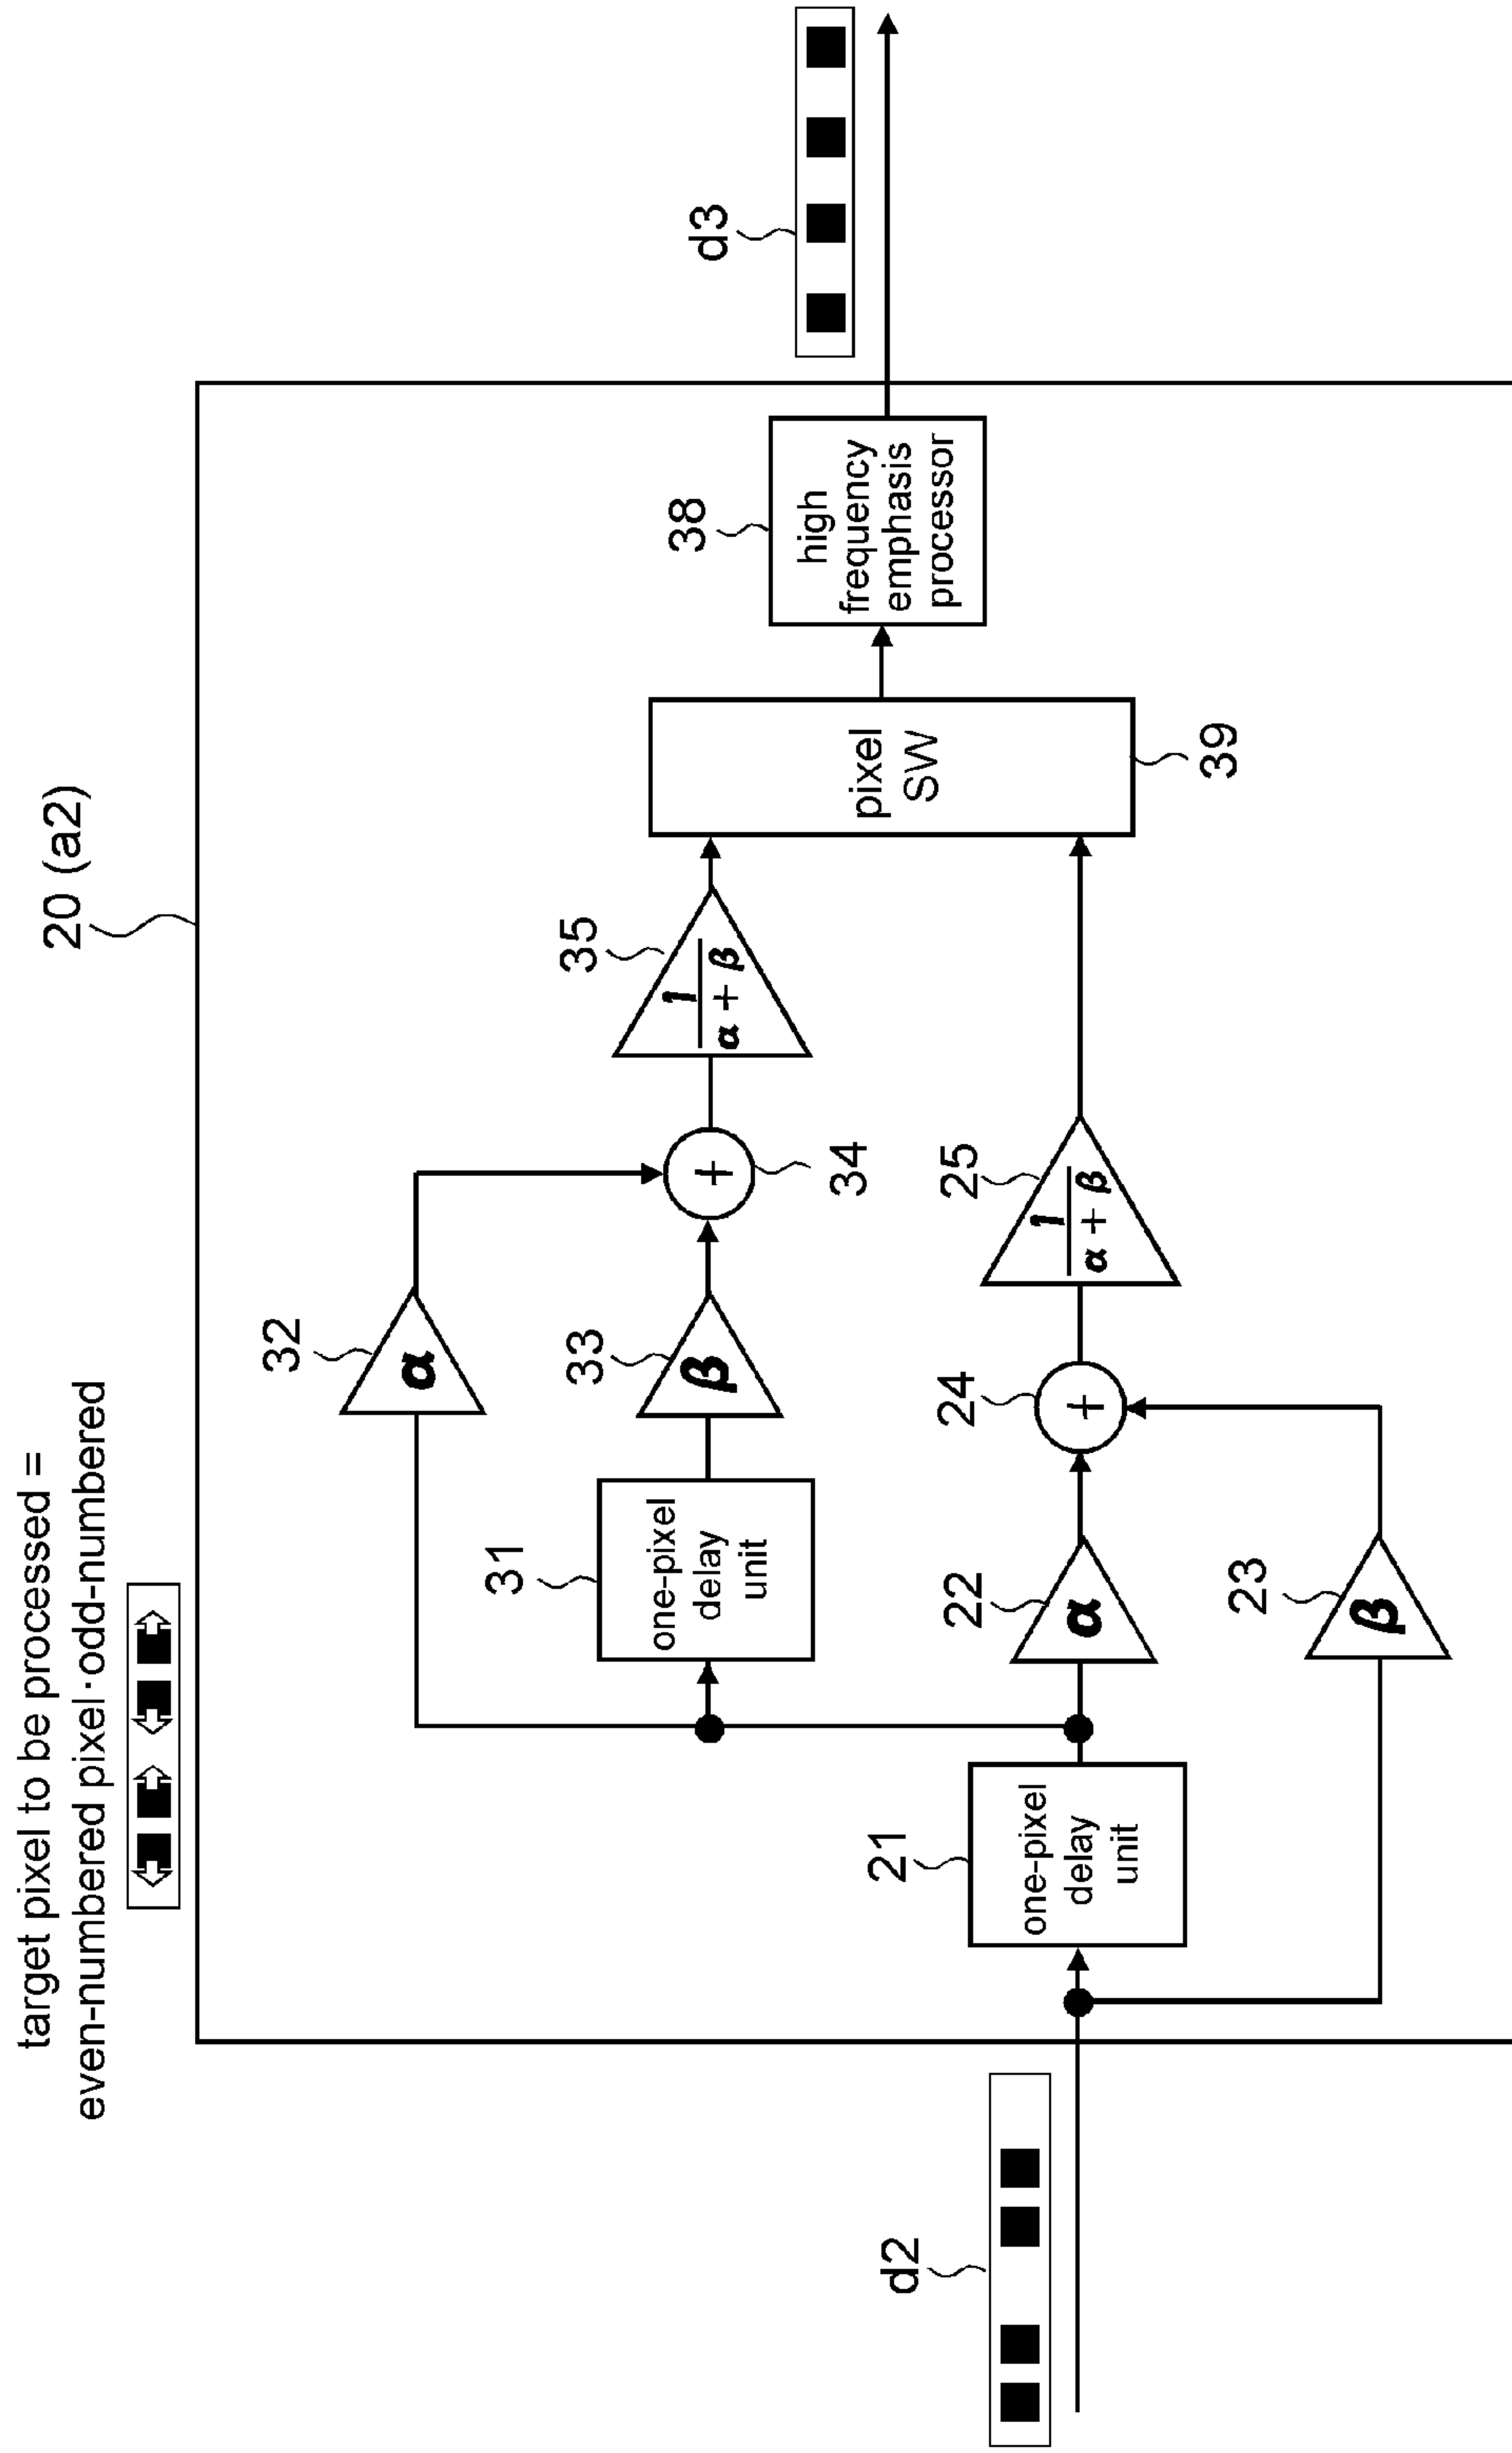 target pixel to be processed =
even-numbered pixel·odd-numbered
20 (a2)
d2
21
one-pixel
delay
unit
31
one-pixel
delay
unit
32
α
33
β
22
α
23
β
24
+
34
+
25
1
α + β
35
1
α + β
pixel
SW
39
38
high
frequency
emphasis
processor
d3